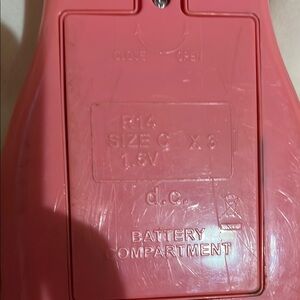 CLOSE OPEN
R14
SIZE C X 3
1.5V
d.c.
BATTERY
COMPARTMENT